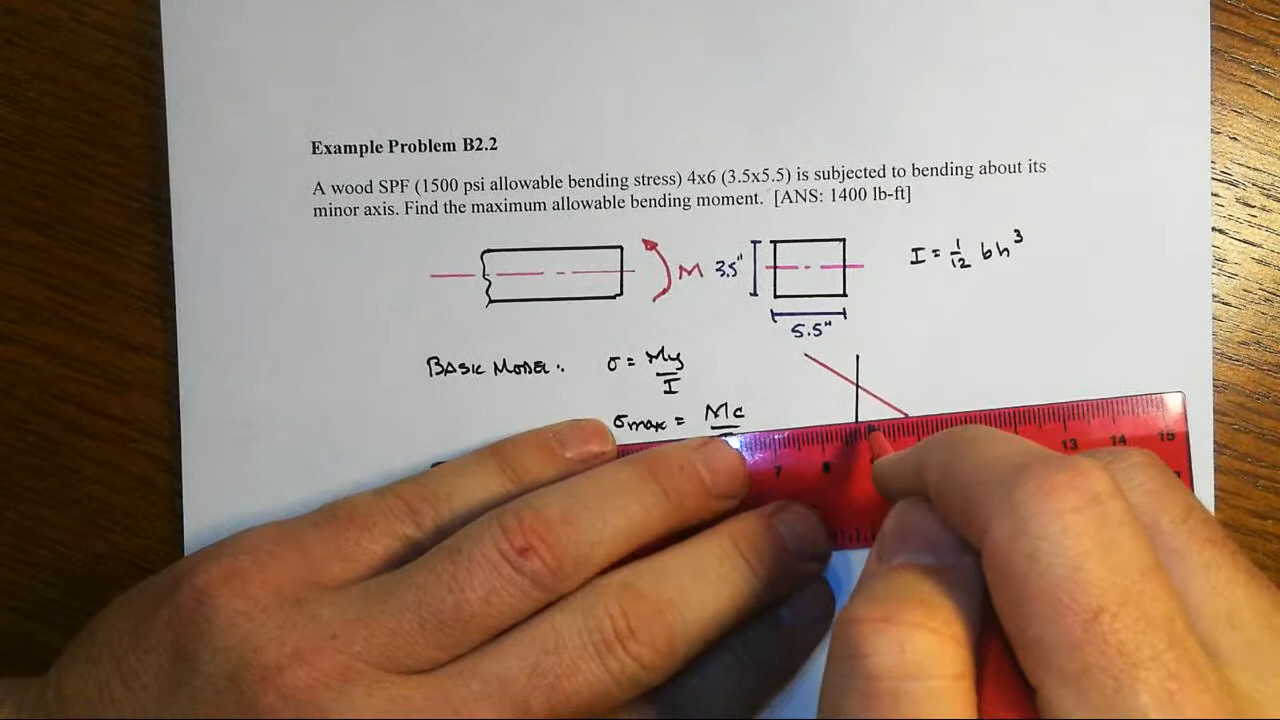 Example Problem B2.2
A wood SPF (1500 psi allowable bending stress) 4x6 (3.5x5.5) is subjected to bending about its
minor axis. Find the maximum allowable bending moment. [ANS: 1400 lb-ft]
M 3.5" I = 1/12 bh³
5.5"
BASIC MODEL: σ = My/I
σmax = Mc
7 8 13 14 15